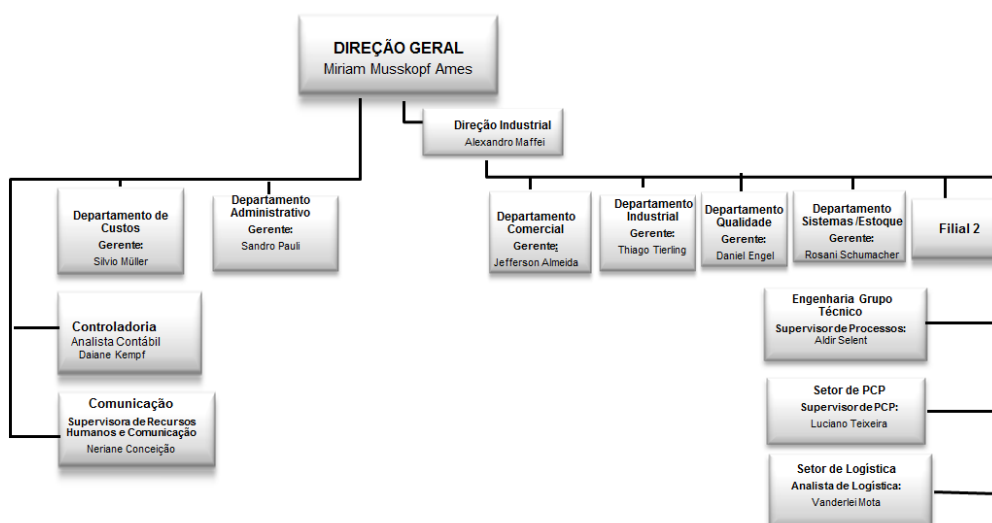 DIREÇÃO GERAL
Miriam Musskopf Ames
Direção Industrial
Alexandro Maffei
Departamento de
Custos
Gerente:
Silvio Müller
Departamento
Administrativo
Gerente:
Sandro Pauli
Departamento
Comercial
Gerente:
Jefferson Almeida
Departamento
Industrial
Gerente:
Thiago Tierling
Departamento
Qualidade
Gerente:
Daniel Engel
Departamento
Sistemas /Estoque
Gerente:
Rosani Schumacher
Filial 2
Controladoria
Analista Contábil
Daiane Kempf
Comunicação
Supervisora de Recursos
Humanos e Comunicação
Neriane Conceição
Engenharia Grupo
Técnico
Supervisor de Processos:
Aldir Selent
Setor de PCP
Supervisor de PCP:
Luciano Teixeira
Setor de Logística
Analista de Logística:
Vanderlei Mota